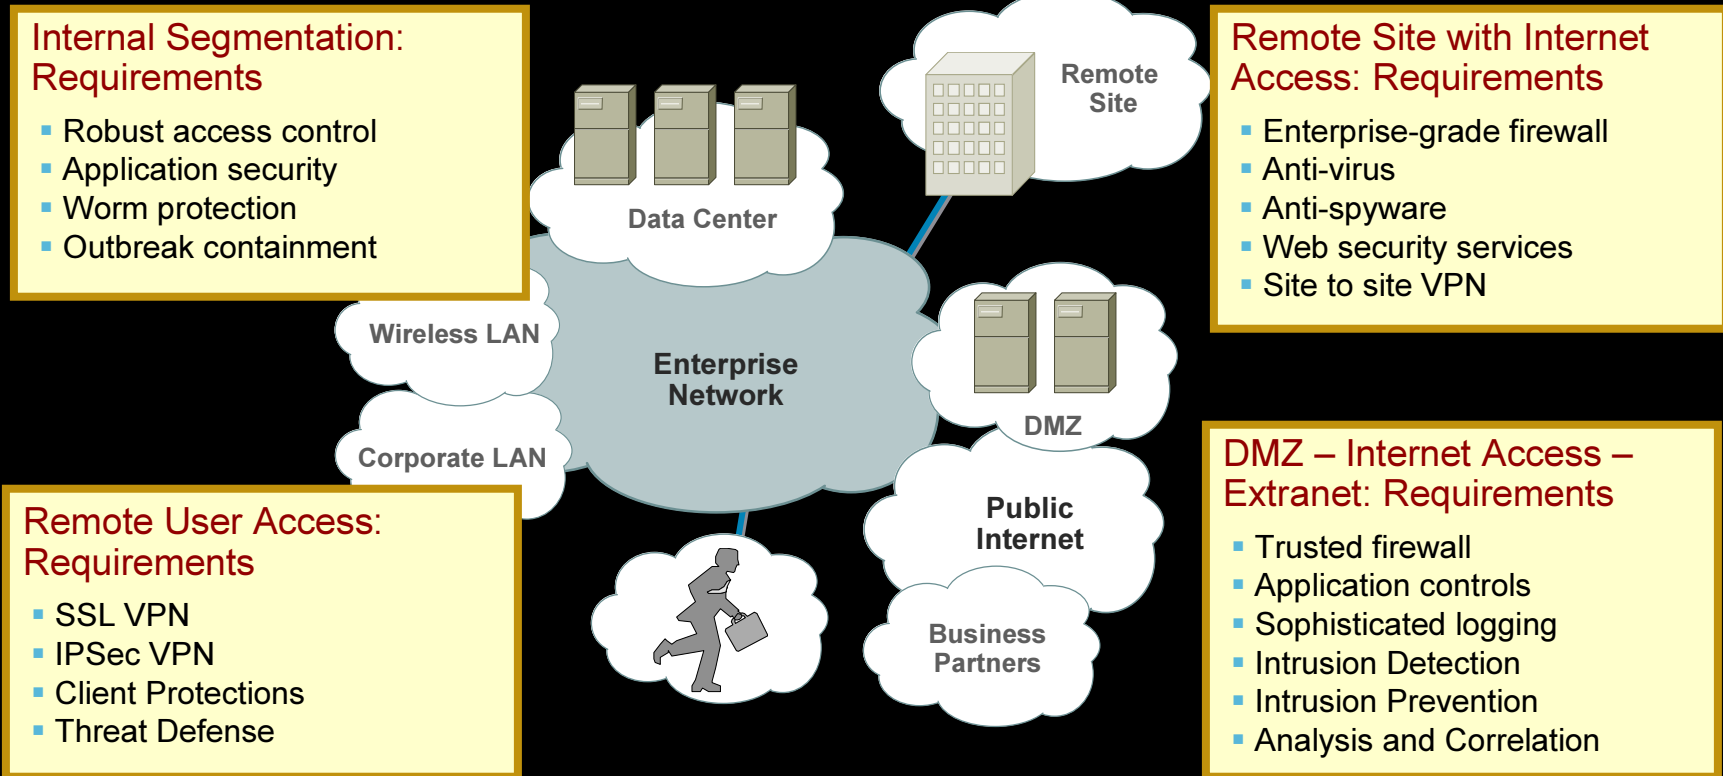 Internal Segmentation:
Requirements
Robust access control
Application security
Worm protection
Outbreak containment
Remote
Site
Remote Site with Internet
Access: Requirements
Enterprise-grade firewall
Anti-virus
Anti-spyware
Web security services
Site to site VPN
Data Center
Wireless LAN
Enterprise
Network
DMZ
Corporate LAN
Public
Internet
Business
Partners
Remote User Access:
Requirements
SSL VPN
IPSec VPN
Client Protections
Threat Defense
DMZ – Internet Access –
Extranet: Requirements
Trusted firewall
Application controls
Sophisticated logging
Intrusion Detection
Intrusion Prevention
Analysis and Correlation